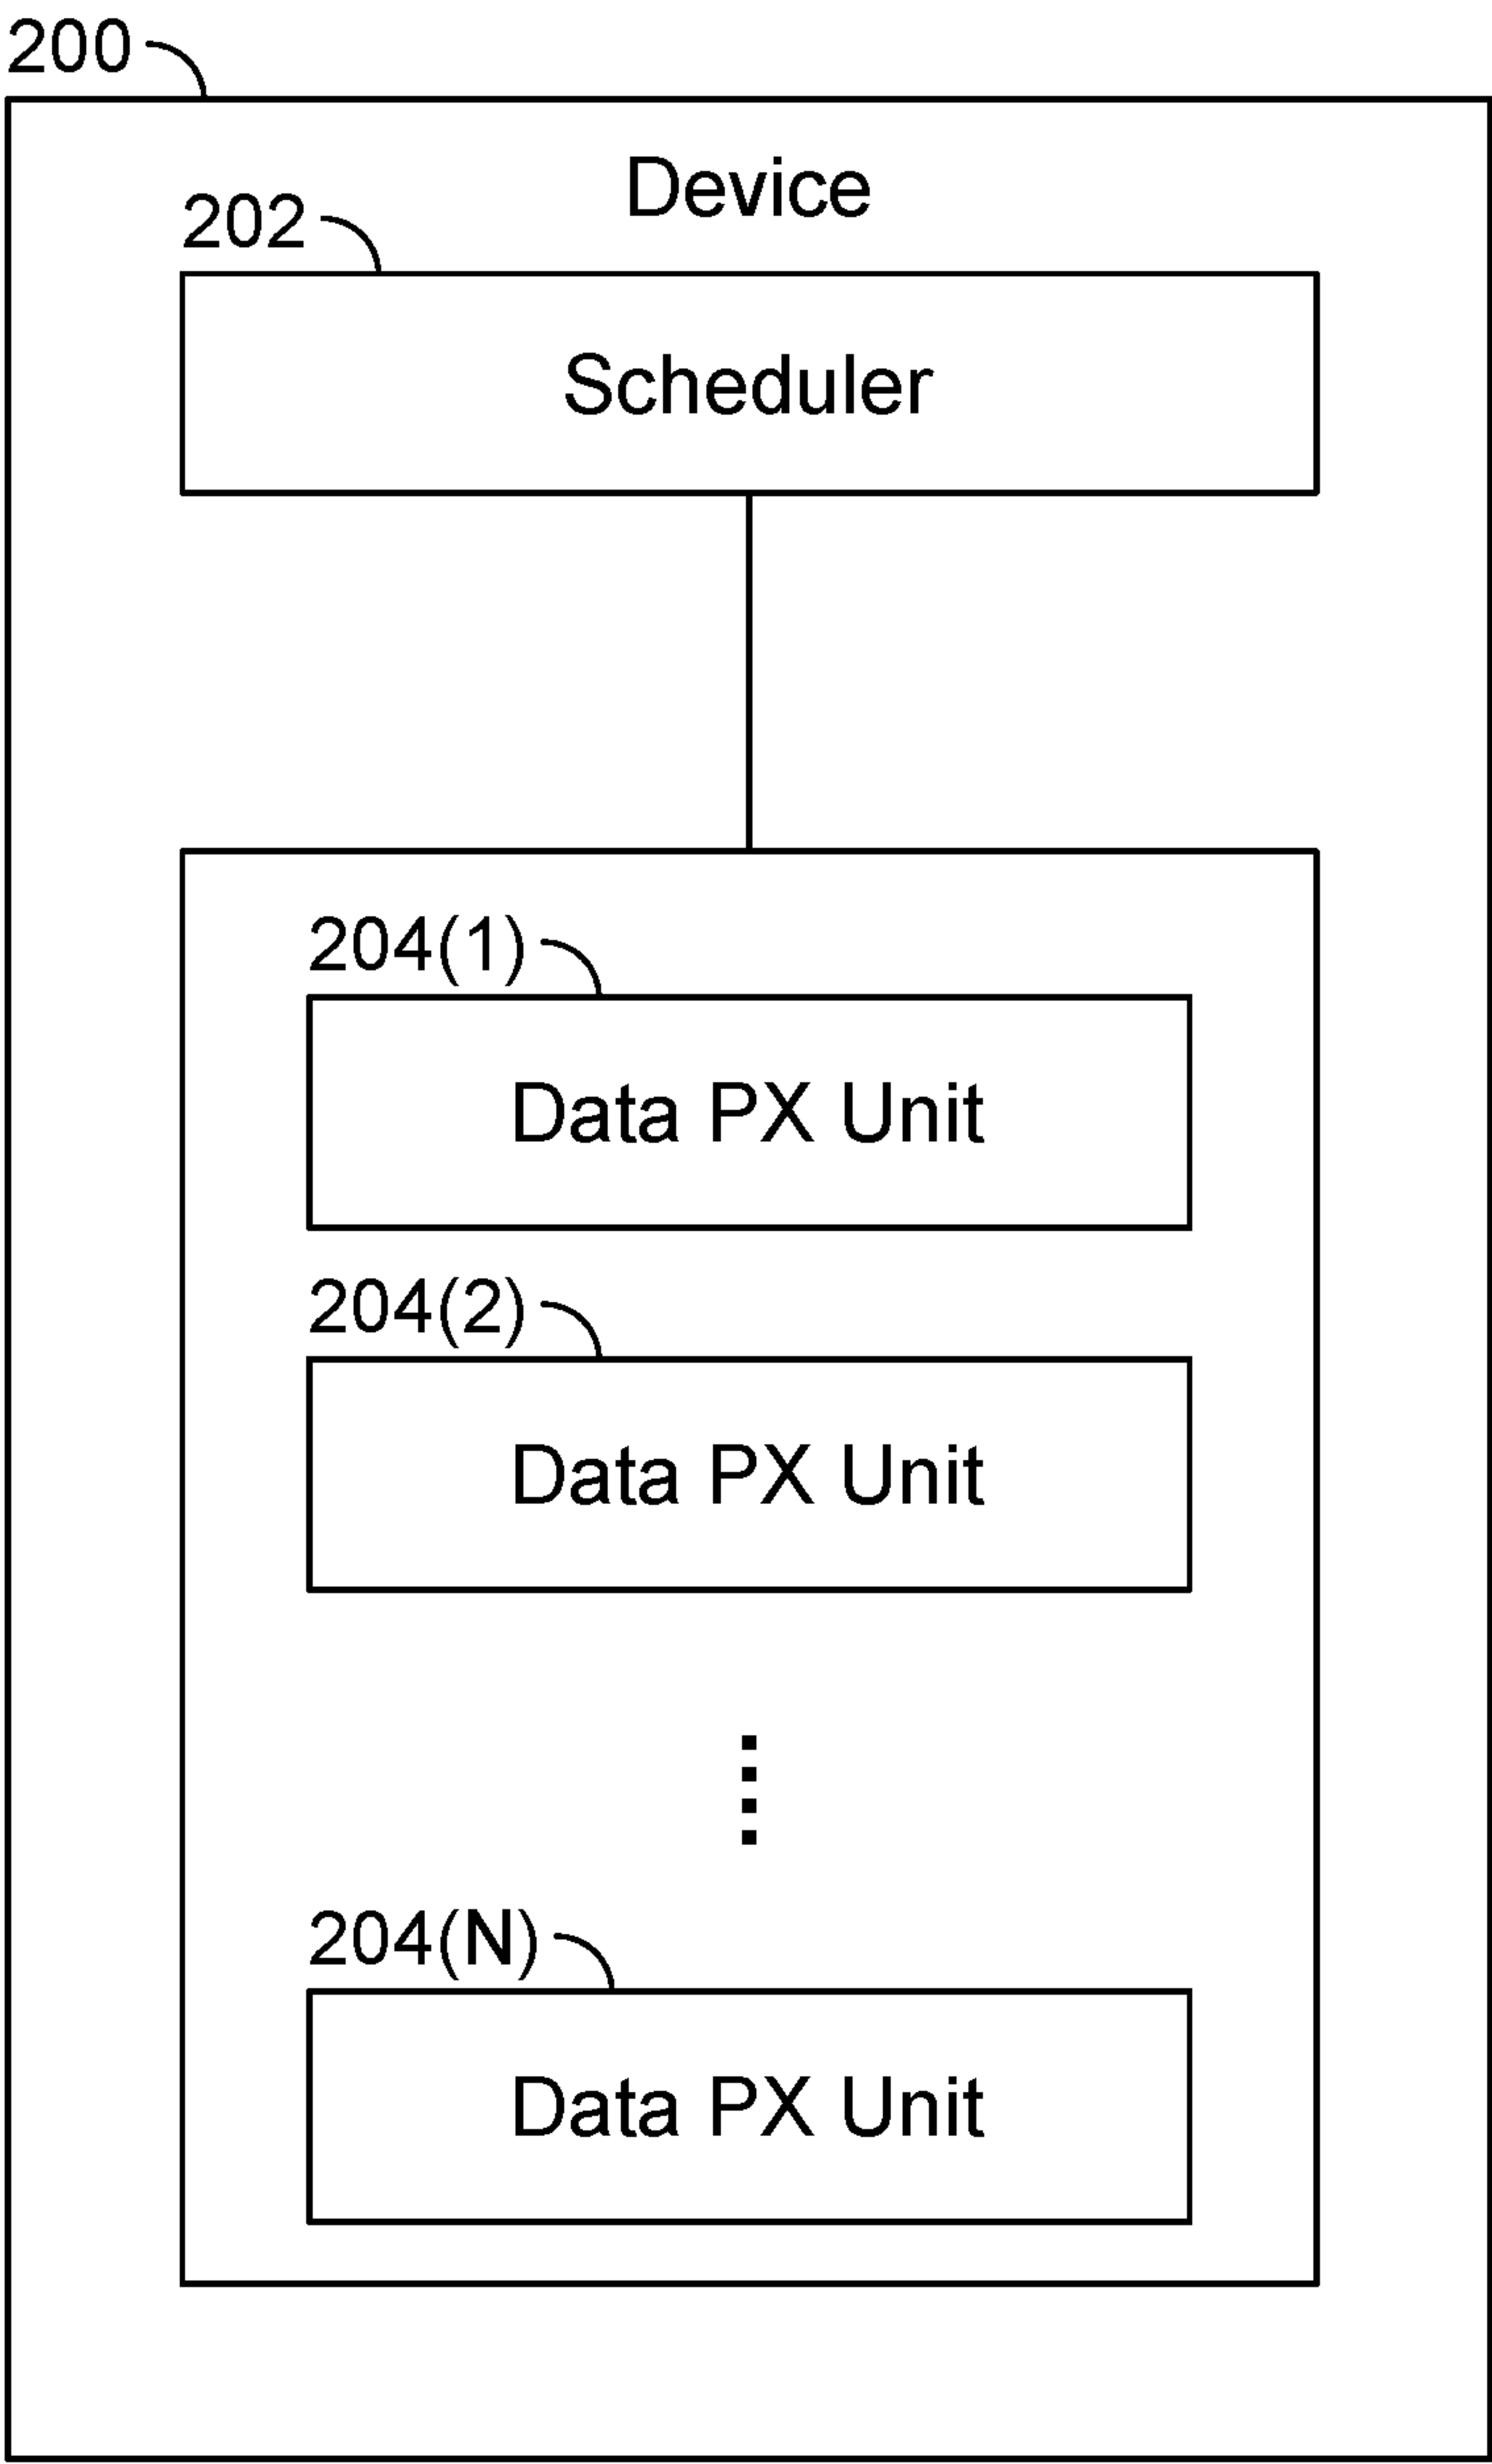 200
Device
202
Scheduler
204(1)
Data PX Unit
204(2)
Data PX Unit
204(N)
Data PX Unit